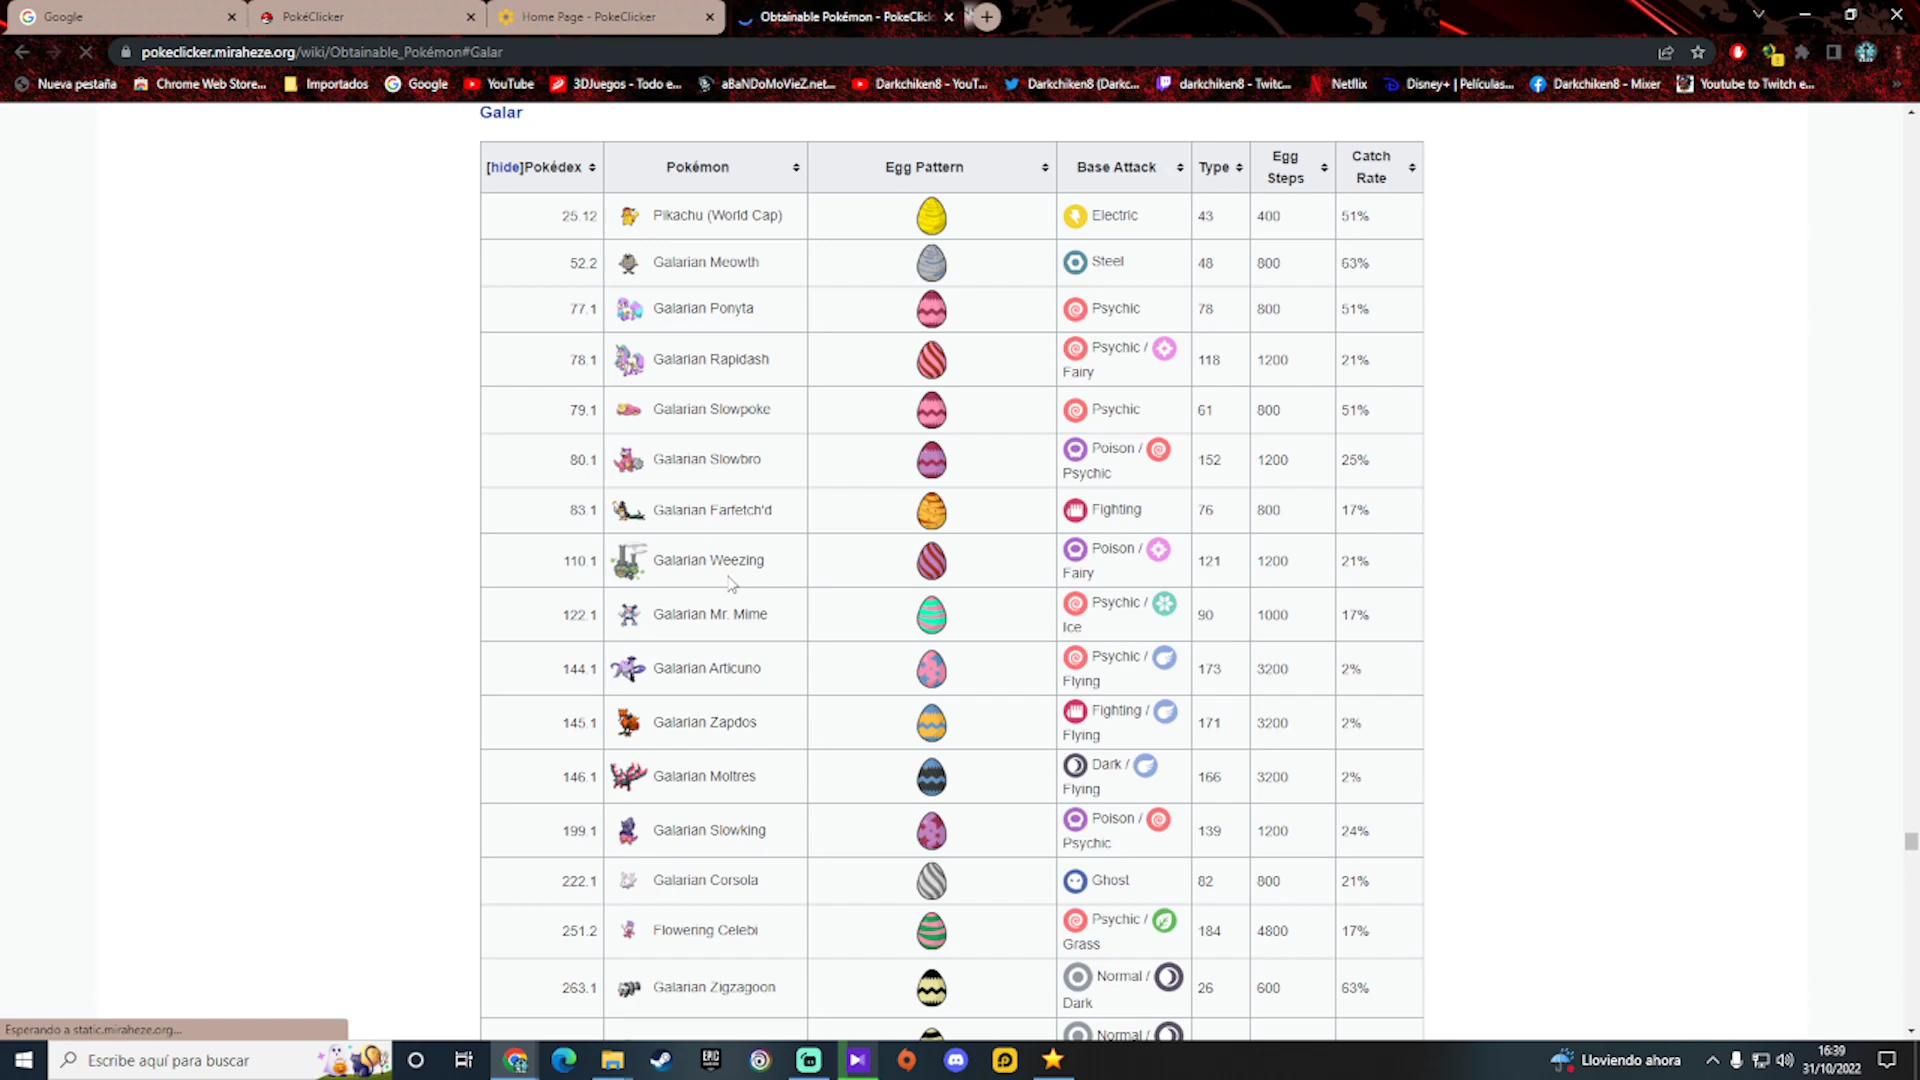 Google
PokéClicker
Home Page - PokeClicker
Obtainable Pokémon - PokeClic
pokeclicker.miraheze.org/wiki/Obtainable_Pokémon#Galar
Nueva pestaña
Chrome Web Store...
Importados
Google
YouTube
3DJuegos - Todo e...
aBaNDoMoVieZ.net...
Darkchiken8 - YouT...
Darkchiken8 (Darkc...
darkchiken8 - Twitc...
Netflix
Disney+ | Películas...
Darkchiken8 - Mixer
Youtube to Twitch e...
Galar
[hide]Pokédex Pokémon Egg Pattern Base Attack Type Egg Steps Catch Rate
25.12 Pikachu (World Cap) Electric 43 400 51%
52.2 Galarian Meowth Steel 48 800 63%
77.1 Galarian Ponyta Psychic 78 800 51%
78.1 Galarian Rapidash Psychic / Fairy 118 1200 21%
79.1 Galarian Slowpoke Psychic 61 800 51%
80.1 Galarian Slowbro Poison / Psychic 152 1200 25%
83.1 Galarian Farfetch'd Fighting 76 800 17%
110.1 Galarian Weezing Poison / Fairy 121 1200 21%
122.1 Galarian Mr. Mime Psychic / Ice 90 1000 17%
144.1 Galarian Articuno Psychic / Flying 173 3200 2%
145.1 Galarian Zapdos Fighting / Flying 171 3200 2%
146.1 Galarian Moltres Dark / Flying 166 3200 2%
199.1 Galarian Slowking Poison / Psychic 139 1200 24%
222.1 Galarian Corsola Ghost 82 800 21%
251.2 Flowering Celebi Psychic / Grass 184 4800 17%
263.1 Galarian Zigzagoon Normal / Dark 26 600 63%
Normal /
Esperando a static.miraheze.org...
Escribe aquí para buscar
EPIC
Lloviendo ahora
16:39
31/10/2022